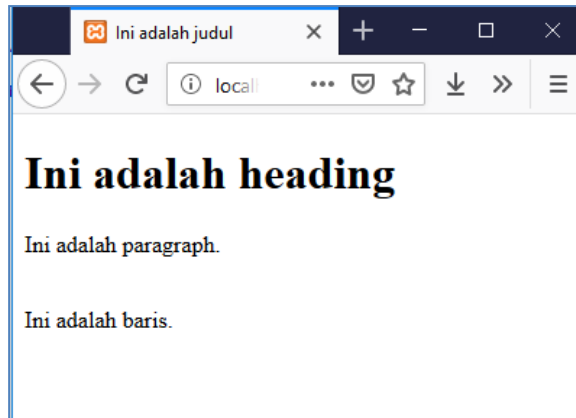 Ini adalah judul
local
Ini adalah heading
Ini adalah paragraph.
Ini adalah baris.